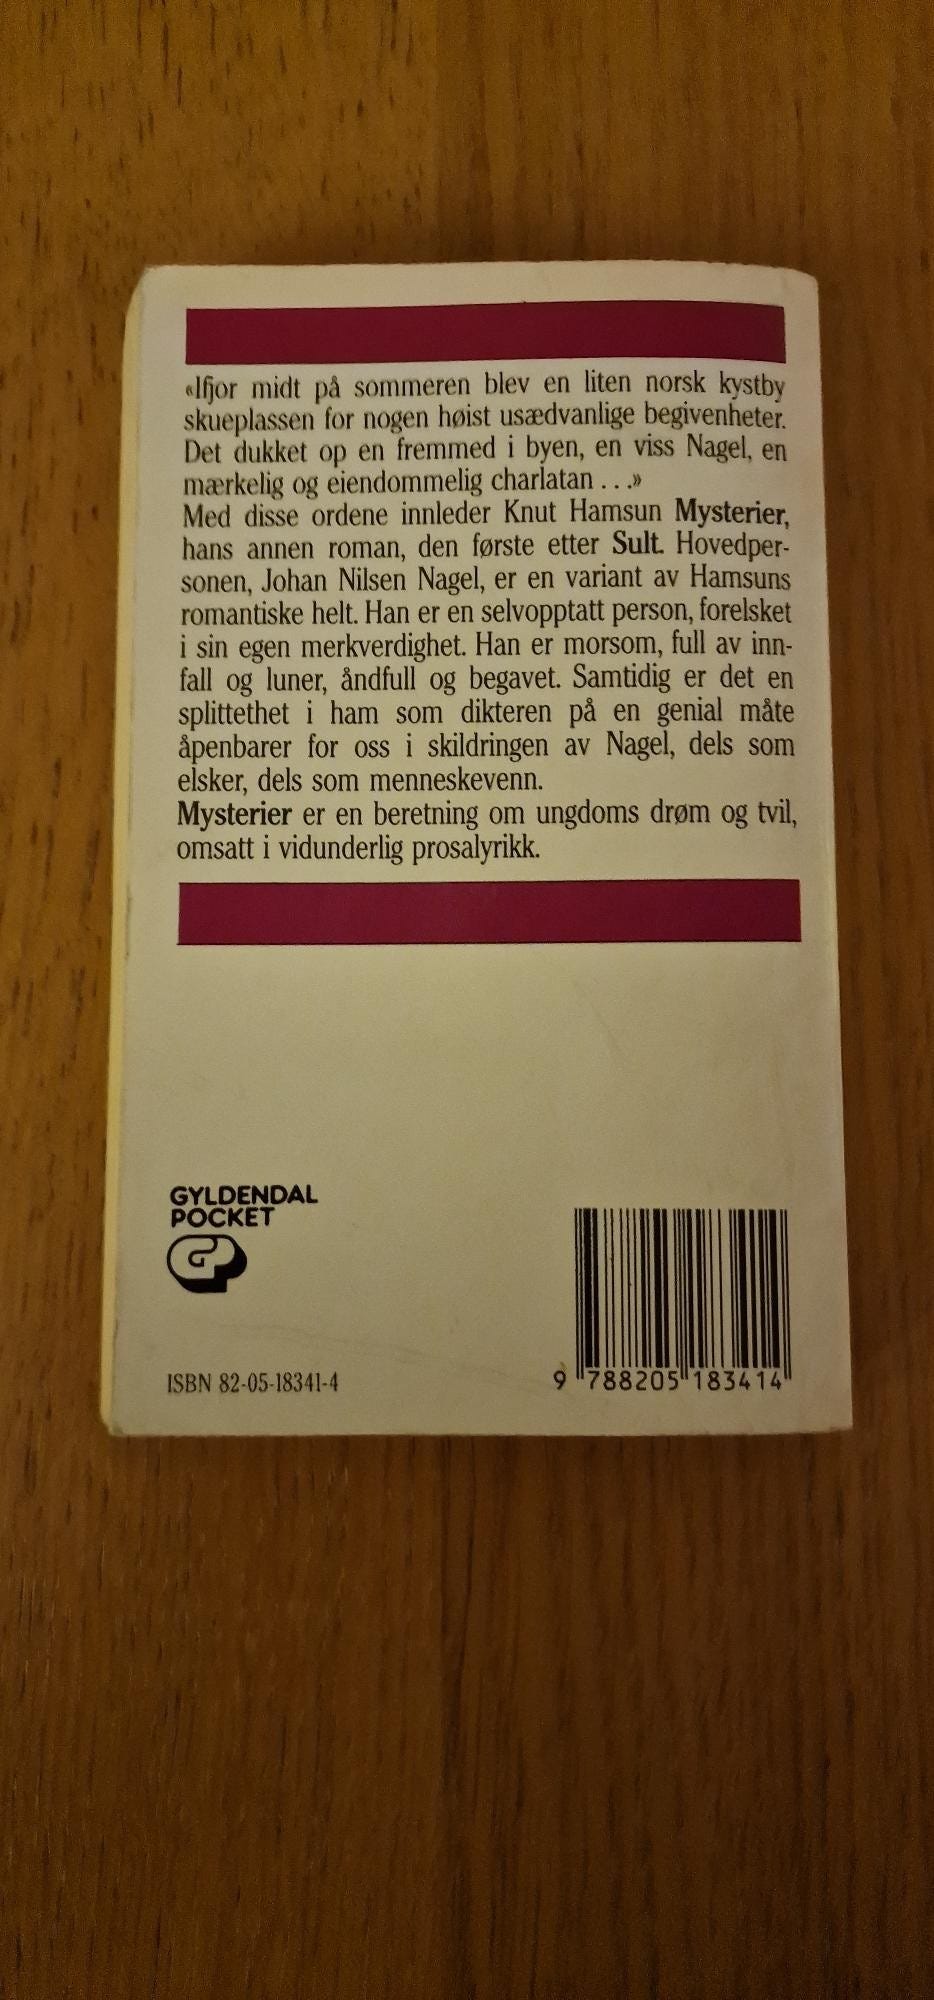 «Ifjor midt på sommeren blev en liten norsk kystby
skueplassen for nogen høist usædvanlige begivenheter.
Det dukket op en fremmed i byen, en viss Nagel, en
mærkelig og eiendommelig charlatan . . .»
Med disse ordene innleder Knut Hamsun Mysterier,
hans annen roman, den første etter Sult. Hovedper-
sonen, Johan Nilsen Nagel, er en variant av Hamsuns
romantiske helt. Han er en selvopptatt person, forelsket
i sin egen merkverdighet. Han er morsom, full av inn-
fall og luner, åndfull og begavet. Samtidig er det en
splittethet i ham som dikteren på en genial måte
åpenbarer for oss i skildringen av Nagel, dels som
elsker, dels som menneskevenn.
Mysterier er en beretning om ungdoms drøm og tvil,
omsatt i vidunderlig prosalyrikk.
GYLDENDAL
POCKET
GP
ISBN 82-05-18341-4
9 788205 183414